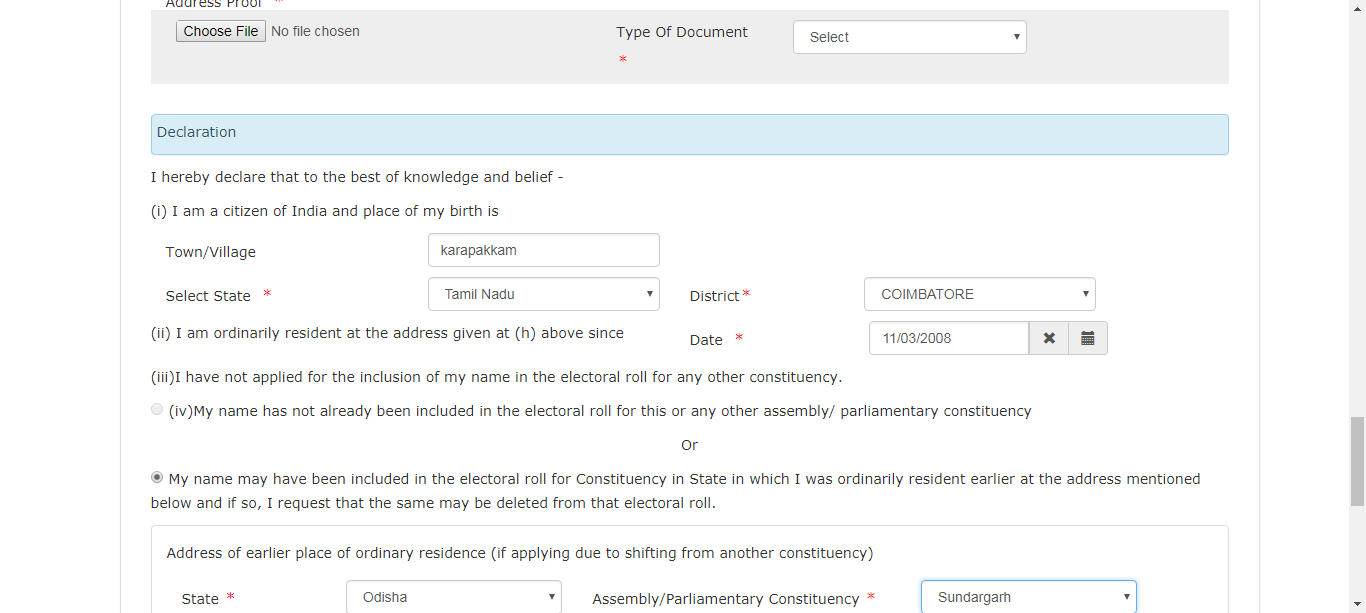 Address Proof *
Choose File No file chosen Type Of Document Select
*
Declaration
I hereby declare that to the best of knowledge and belief -
(i) I am a citizen of India and place of my birth is
Town/Village karapakkam
Select State * Tamil Nadu District* COIMBATORE
(ii) I am ordinarily resident at the address given at (h) above since Date * 11/03/2008
(iii)I have not applied for the inclusion of my name in the electoral roll for any other constituency.
(iv)My name has not already been included in the electoral roll for this or any other assembly/ parliamentary constituency
Or
My name may have been included in the electoral roll for Constituency in State in which I was ordinarily resident earlier at the address mentioned
below and if so, I request that the same may be deleted from that electoral roll.
Address of earlier place of ordinary residence (if applying due to shifting from another constituency)
State * Odisha Assembly/Parliamentary Constituency * Sundargarh